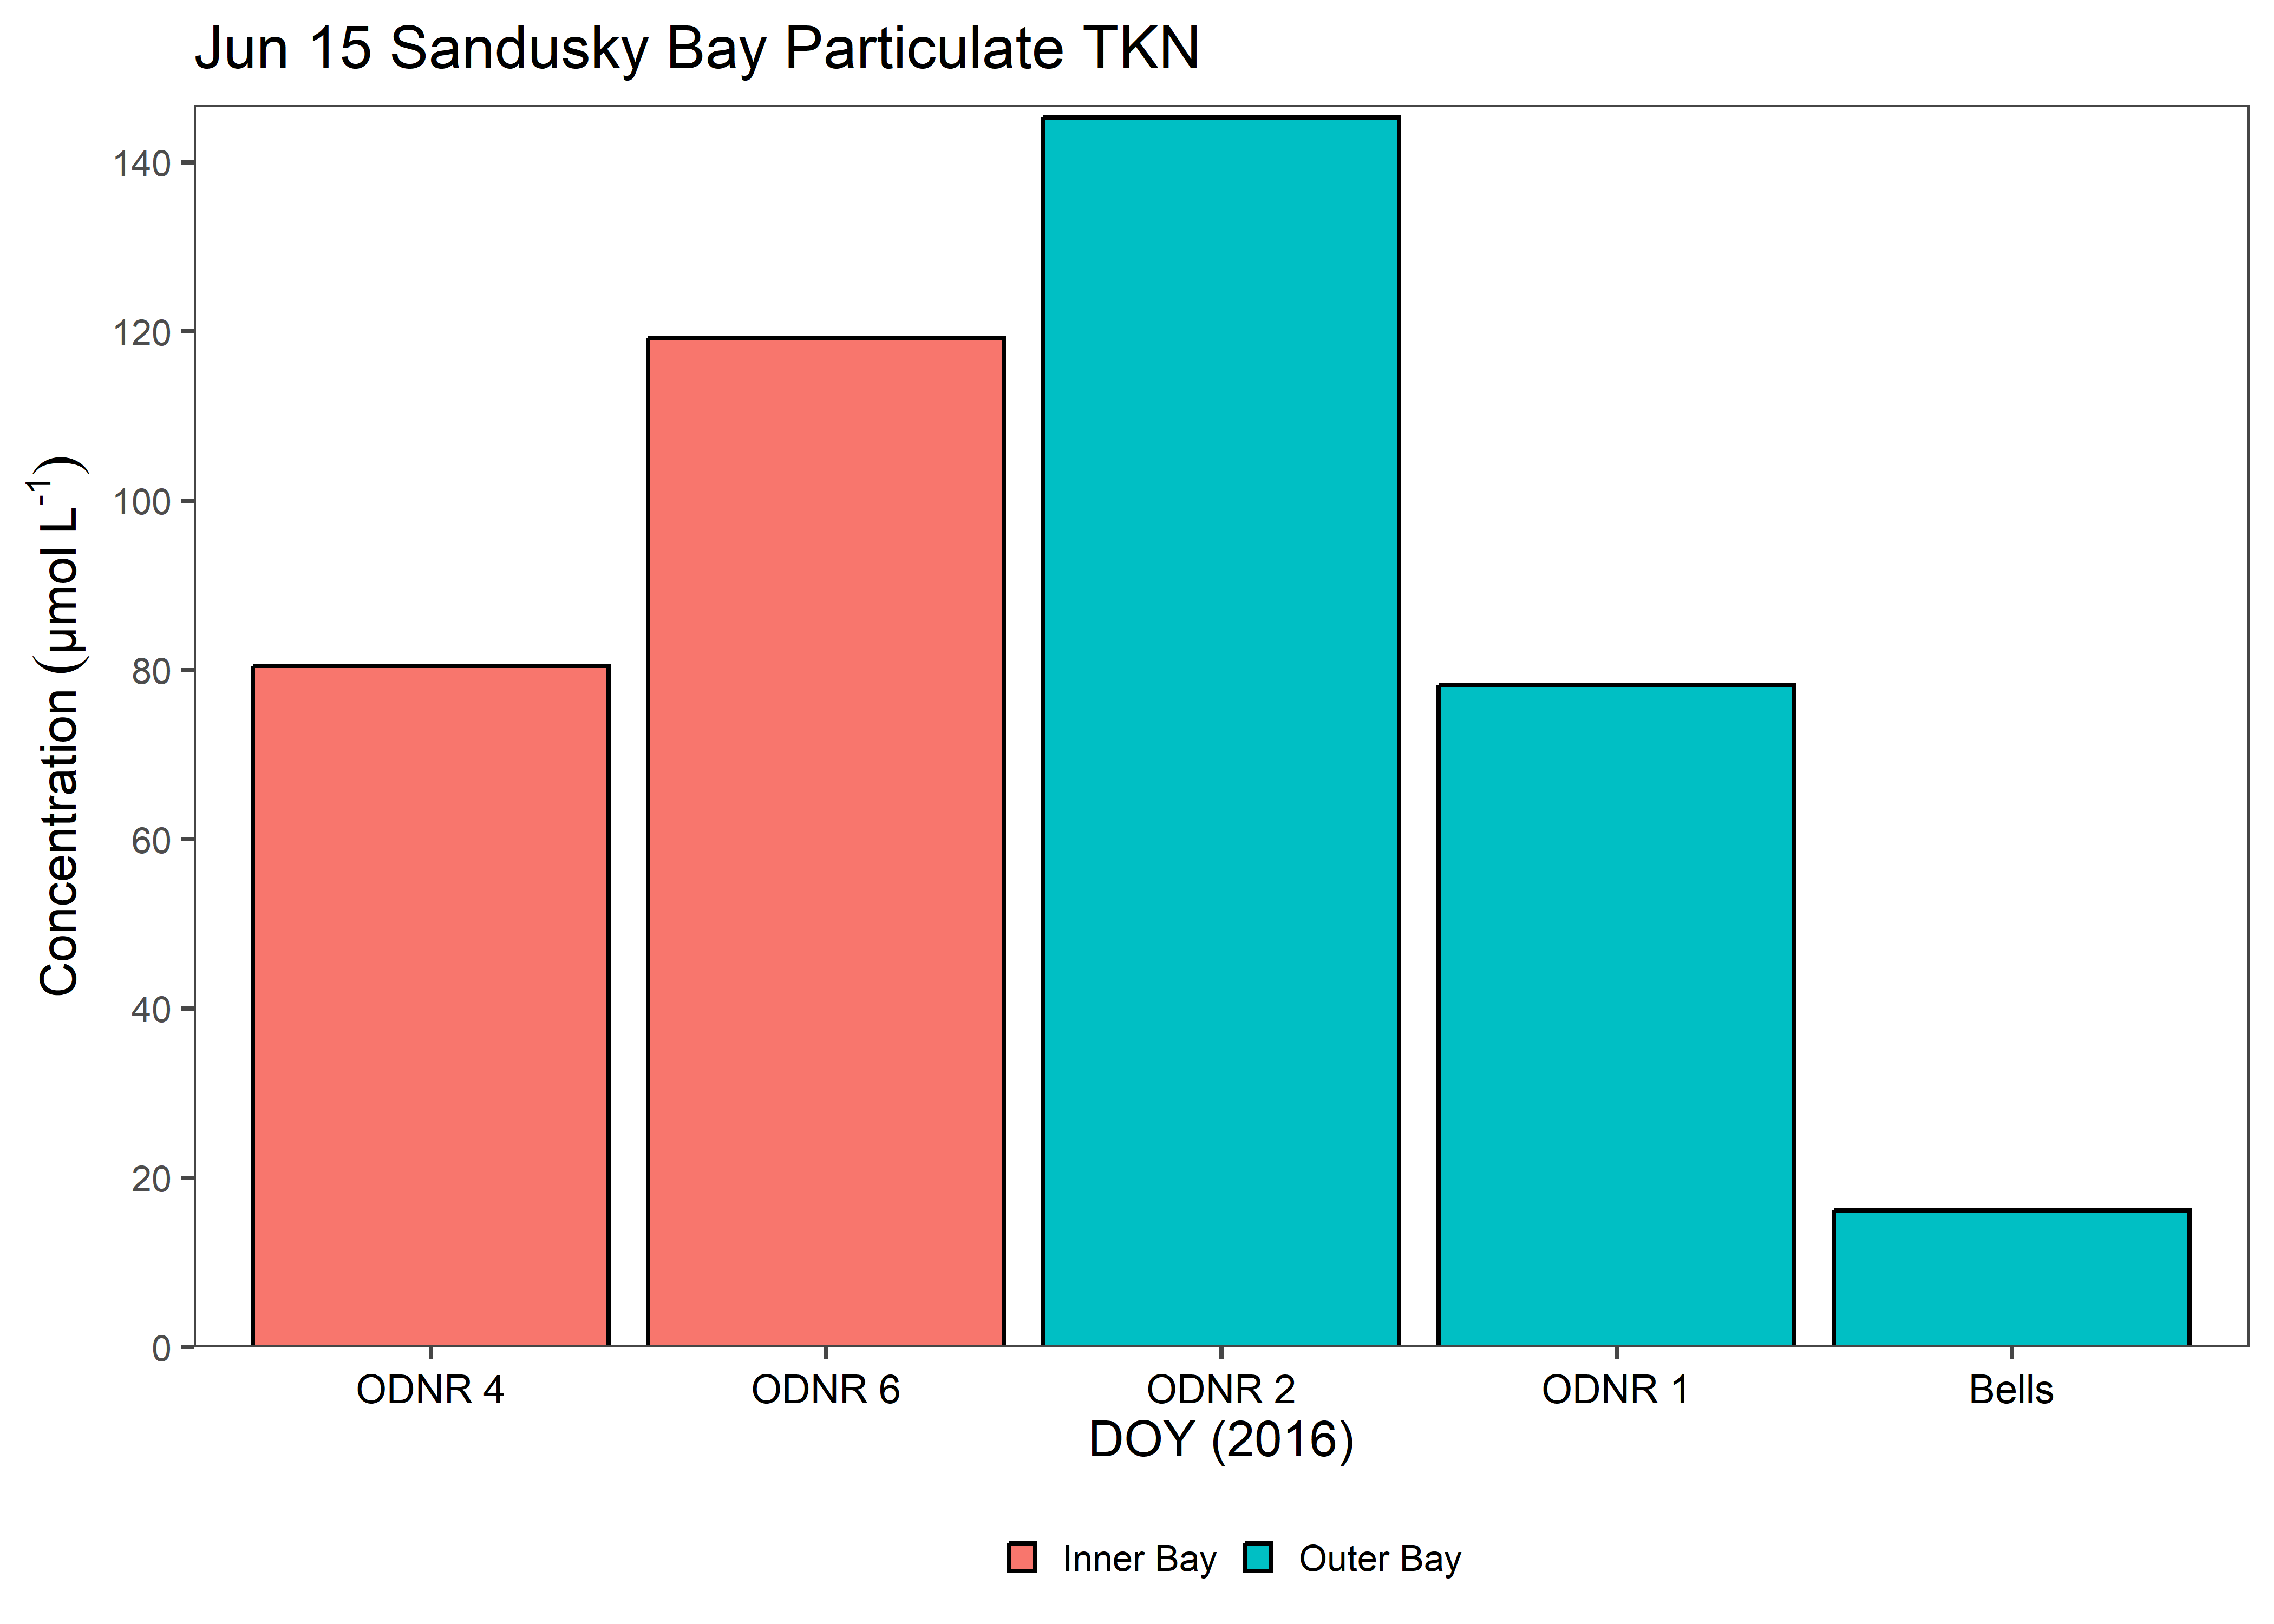 Jun 15 Sandusky Bay Particulate TKN
Concentration (µmol L⁻¹)
140
120
100
80
60
40
20
0
ODNR 4 ODNR 6 ODNR 2 ODNR 1 Bells
DOY (2016)
Inner Bay Outer Bay